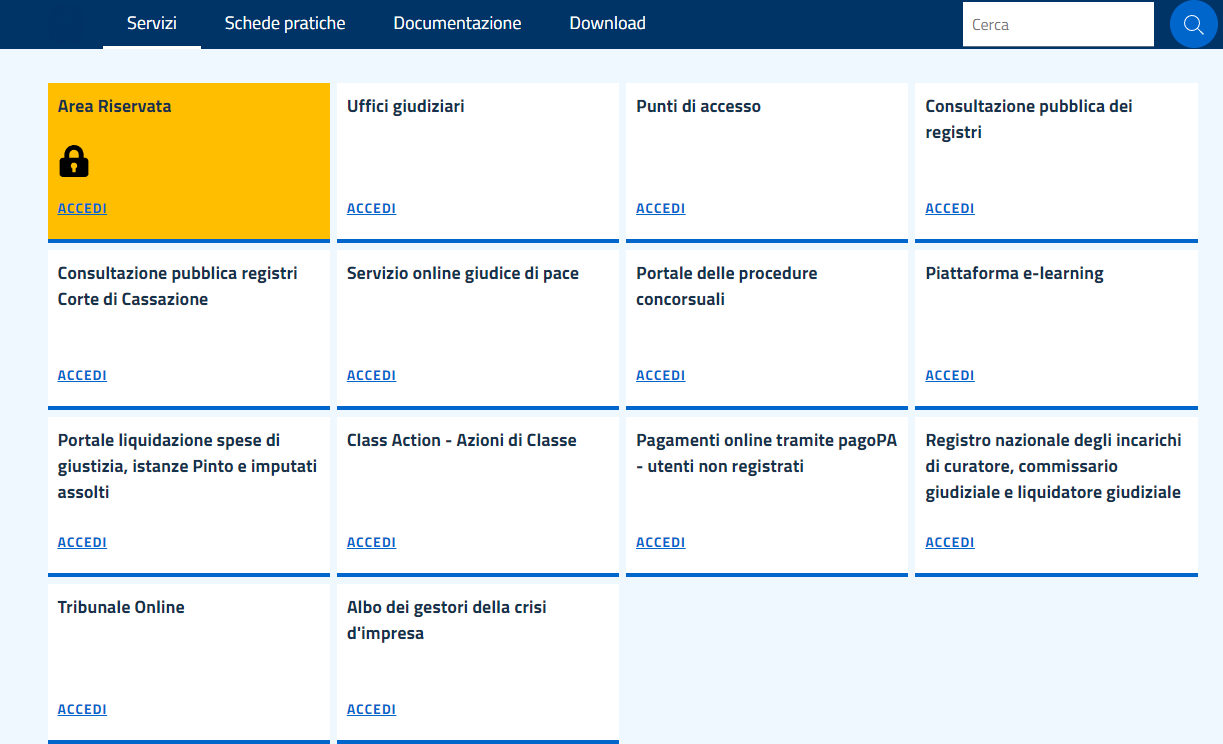 Servizi
Schede pratiche
Documentazione
Download
Cerca
Area Riservata
ACCEDI
Uffici giudiziari
ACCEDI
Punti di accesso
ACCEDI
Consultazione pubblica dei
registri
ACCEDI
Consultazione pubblica registri
Corte di Cassazione
ACCEDI
Servizio online giudice di pace
ACCEDI
Portale delle procedure
concorsuali
ACCEDI
Piattaforma e-learning
ACCEDI
Portale liquidazione spese di
giustizia, istanze Pinto e imputati
assolti
ACCEDI
Class Action - Azioni di Classe
ACCEDI
Pagamenti online tramite pagoPA
- utenti non registrati
ACCEDI
Registro nazionale degli incarichi
di curatore, commissario
giudiziale e liquidatore giudiziale
ACCEDI
Tribunale Online
ACCEDI
Albo dei gestori della crisi
d'impresa
ACCEDI